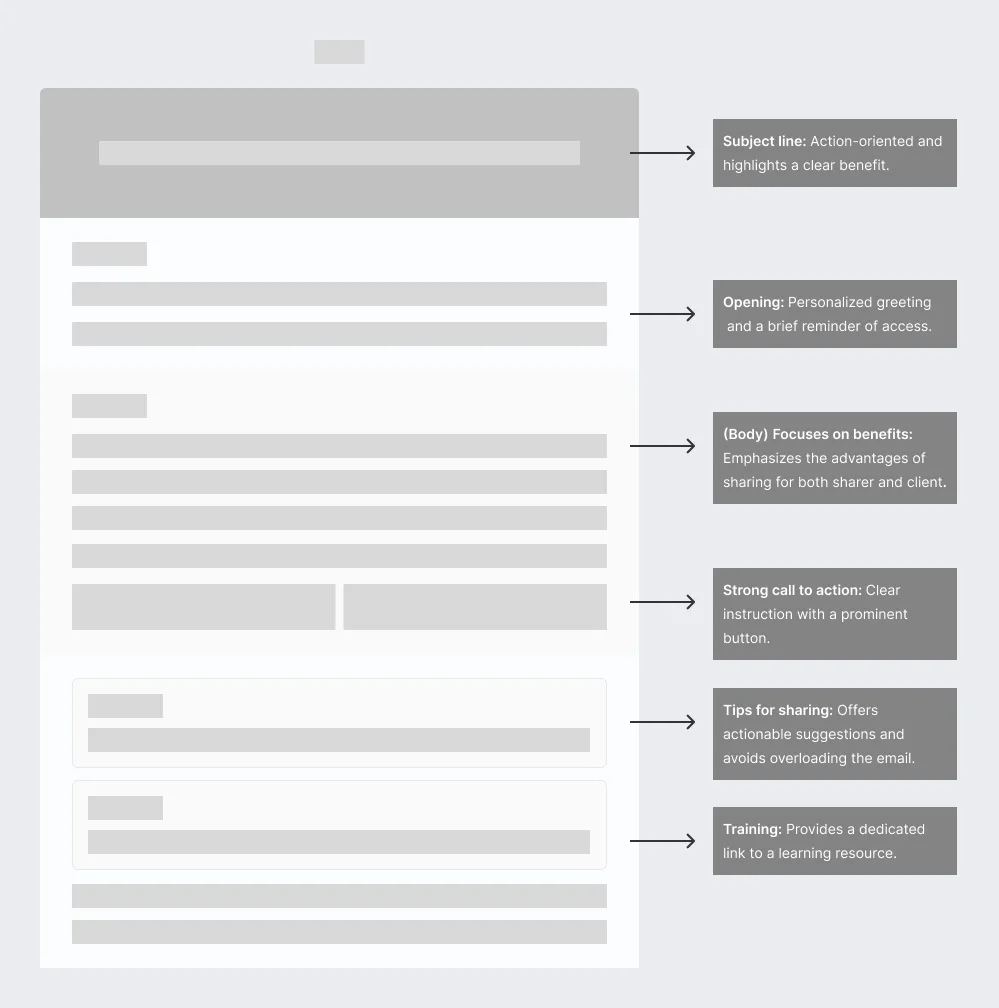 Subject line: Action-oriented and
highlights a clear benefit.
Opening: Personalized greeting
and a brief reminder of access.
(Body) Focuses on benefits:
Emphasizes the advantages of
sharing for both sharer and client.
Strong call to action: Clear
instruction with a prominent
button.
Tips for sharing: Offers
actionable suggestions and
avoids overloading the email.
Training: Provides a dedicated
link to a learning resource.